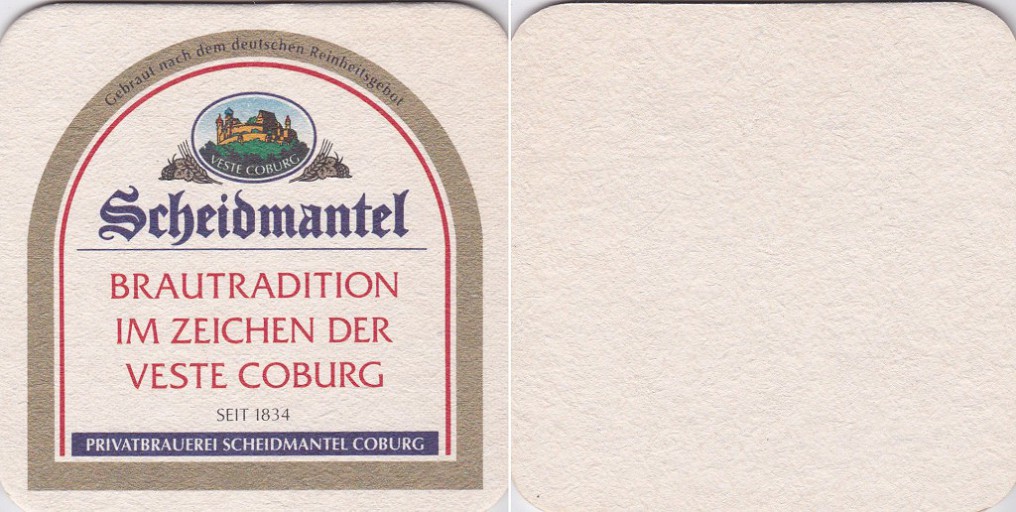 Gebraut nach dem deutschen Reinheitsgebot
VESTE COBURG
Scheidmantel
BRAUTRADITION
IM ZEICHEN DER
VESTE COBURG
SEIT 1834
PRIVATBRAUEREI SCHEIDMANTEL COBURG